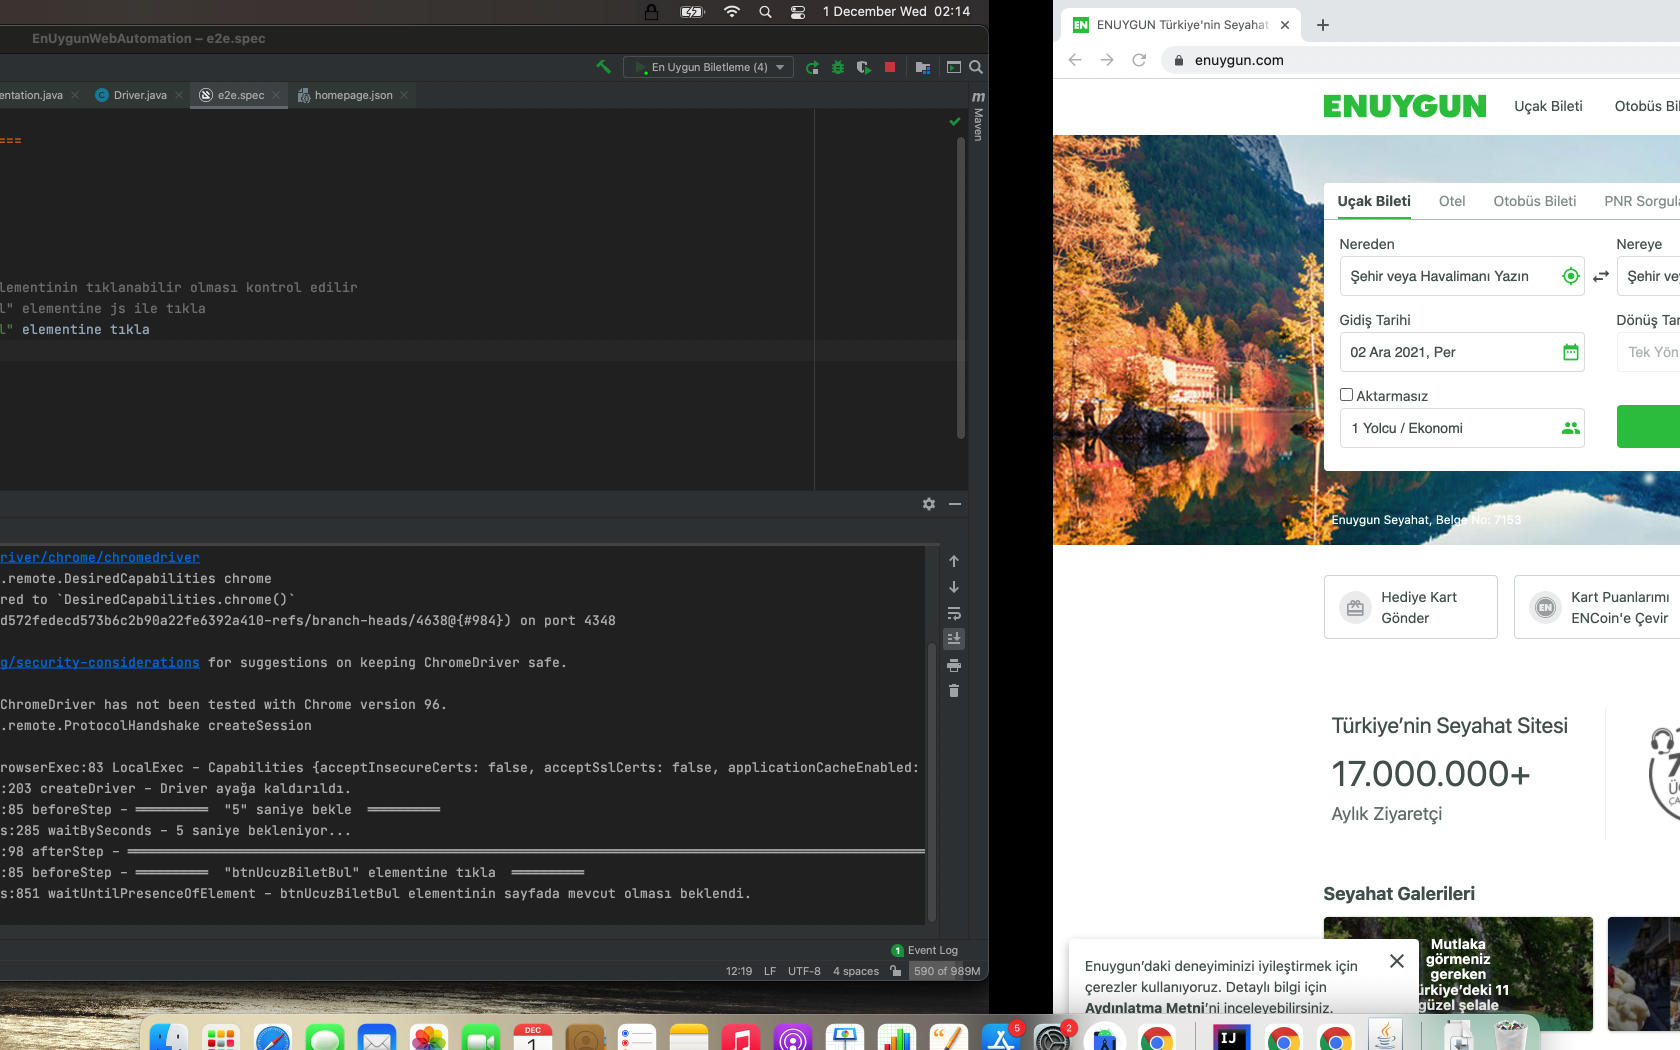 1 December Wed 02:14
EnUygunWebAutomation – e2e.spec
En Uygun Biletleme (4)
entation.java
Driver.java
e2e.spec
homepage.json
m
Maven
===
lementinin tıklanabilir olması kontrol edilir
l" elementine js ile tıkla
l" elementine tıkla
river/chrome/chromedriver
.remote.DesiredCapabilities chrome
red to `DesiredCapabilities.chrome()`
d572fedecd573b6c2b90a22fe6392a410-refs/branch-heads/4638@{#984}) on port 4348
g/security-considerations for suggestions on keeping ChromeDriver safe.
ChromeDriver has not been tested with Chrome version 96.
.remote.ProtocolHandshake createSession
rowserExec:83 LocalExec – Capabilities {acceptInsecureCerts: false, acceptSslCerts: false, applicationCacheEnabled:
:203 createDriver – Driver ayağa kaldırıldı.
:85 beforeStep – ══════════ "5" saniye bekle ══════════
s:285 waitBySeconds – 5 saniye bekleniyor...
:98 afterStep – ══════════════════════════════
:85 beforeStep – ══════════ "btnUcuzBiletBul" elementine tıkla ══════════
s:851 waitUntilPresenceOfElement – btnUcuzBiletBul elementinin sayfada mevcut olması beklendi.
1 Event Log
12:19 LF UTF-8 4 spaces 590 of 989M
EN ENUYGUN Türkiye'nin Seyahat
enuygun.com
ENUYGUN
Uçak Bileti
Otobüs Bil
Uçak Bileti
Otel
Otobüs Bileti
PNR Sorgula
Nereden
Nereye
Şehir veya Havalimanı Yazın
Şehir vey
Gidiş Tarihi
Dönüş Tar
02 Ara 2021, Per
Tek Yön
Aktarmasız
1 Yolcu / Ekonomi
Enuygun Seyahat, Belge No: 7153
Hediye Kart
Gönder
EN
Kart Puanlarımı
ENCoin'e Çevir
Türkiye'nin Seyahat Sitesi
17.000.000+
Aylık Ziyaretçi
Seyahat Galerileri
Mutlaka
görmeniz
gereken
ürkiye'deki 11
güzel şelale
Enuygun'daki deneyiminizi iyileştirmek için
çerezler kullanıyoruz. Detaylı bilgi için
Aydınlatma Metni'ni inceleyebilirsiniz.
DEC
1
5
2
IJ